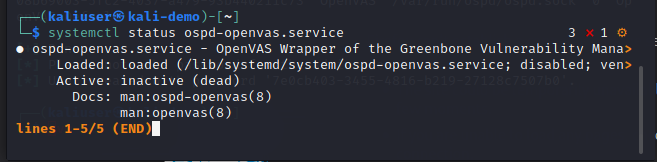 (kaliuser㉿kali-demo)-[~]
$ systemctl status ospd-openvas.service 3 ✗ 1 ⚙
● ospd-openvas.service - OpenVAS Wrapper of the Greenbone Vulnerability Mana>
Loaded: loaded (/lib/systemd/system/ospd-openvas.service; disabled; ven>
Active: inactive (dead)
Docs: man:ospd-openvas(8)
man:openvas(8)
lines 1-5/5 (END)